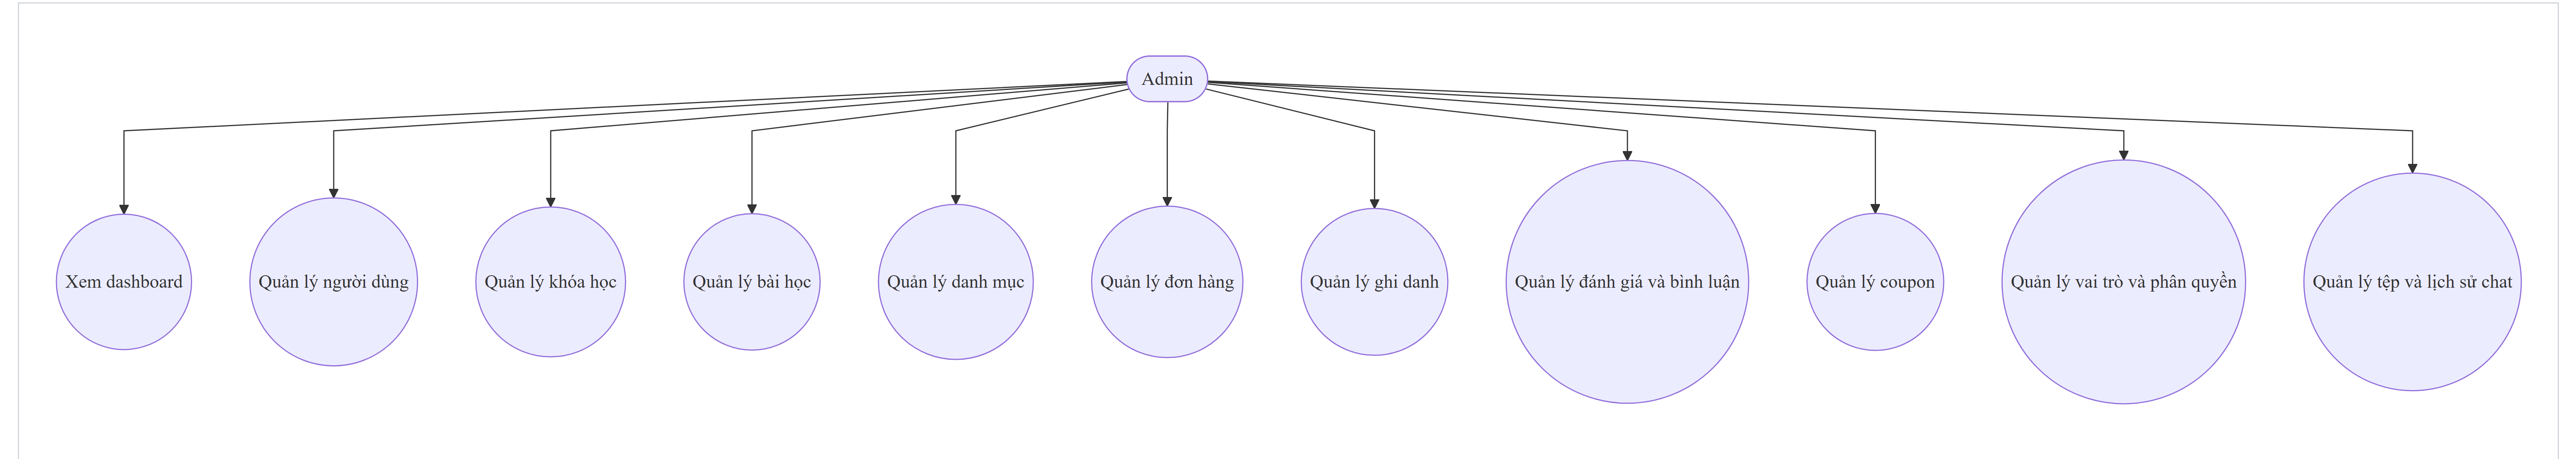 Admin
Xem dashboard
Quản lý người dùng
Quản lý khóa học
Quản lý bài học
Quản lý danh mục
Quản lý đơn hàng
Quản lý ghi danh
Quản lý đánh giá và bình luận
Quản lý coupon
Quản lý vai trò và phân quyền
Quản lý tệp và lịch sử chat